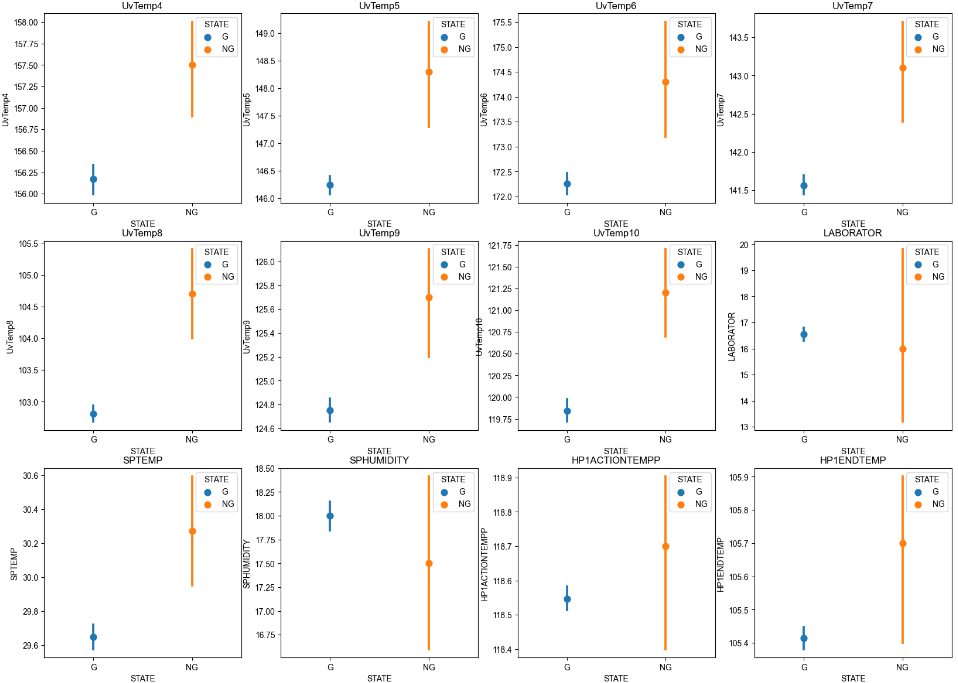 UvTemp4
158.00
157.75
157.50
157.25
157.00
156.75
156.50
156.25
156.00
UvTemp4
G
NG
STATE
STATE
G
NG
UvTemp5
149.0
148.5
148.0
147.5
147.0
146.5
146.0
UvTemp5
G
NG
STATE
STATE
G
NG
UvTemp6
175.5
175.0
174.5
174.0
173.5
173.0
172.5
172.0
UvTemp6
G
NG
STATE
STATE
G
NG
UvTemp7
143.5
143.0
142.5
142.0
141.5
UvTemp7
G
NG
STATE
STATE
G
NG
UvTemp8
105.5
105.0
104.5
104.0
103.5
103.0
UvTemp8
G
NG
STATE
STATE
G
NG
UvTemp9
126.0
125.8
125.6
125.4
125.2
125.0
124.8
124.6
UvTemp9
G
NG
STATE
STATE
G
NG
UvTemp10
121.75
121.50
121.25
121.00
120.75
120.50
120.25
120.00
119.75
UvTemp10
G
NG
STATE
STATE
G
NG
LABORATOR
20
19
18
17
16
15
14
13
LABORATOR
G
NG
STATE
STATE
G
NG
SPTEMP
30.6
30.4
30.2
30.0
29.8
29.6
SPTEMP
G
NG
STATE
STATE
G
NG
SPHUMIDITY
18.50
18.25
18.00
17.75
17.50
17.25
17.00
16.75
SPHUMIDITY
G
NG
STATE
STATE
G
NG
HP1ACTIONTEMPP
118.9
118.8
118.7
118.6
118.5
118.4
HP1ACTIONTEMPP
G
NG
STATE
STATE
G
NG
HP1ENDTEMP
105.9
105.8
105.7
105.6
105.5
105.4
HP1ENDTEMP
G
NG
STATE
STATE
G
NG